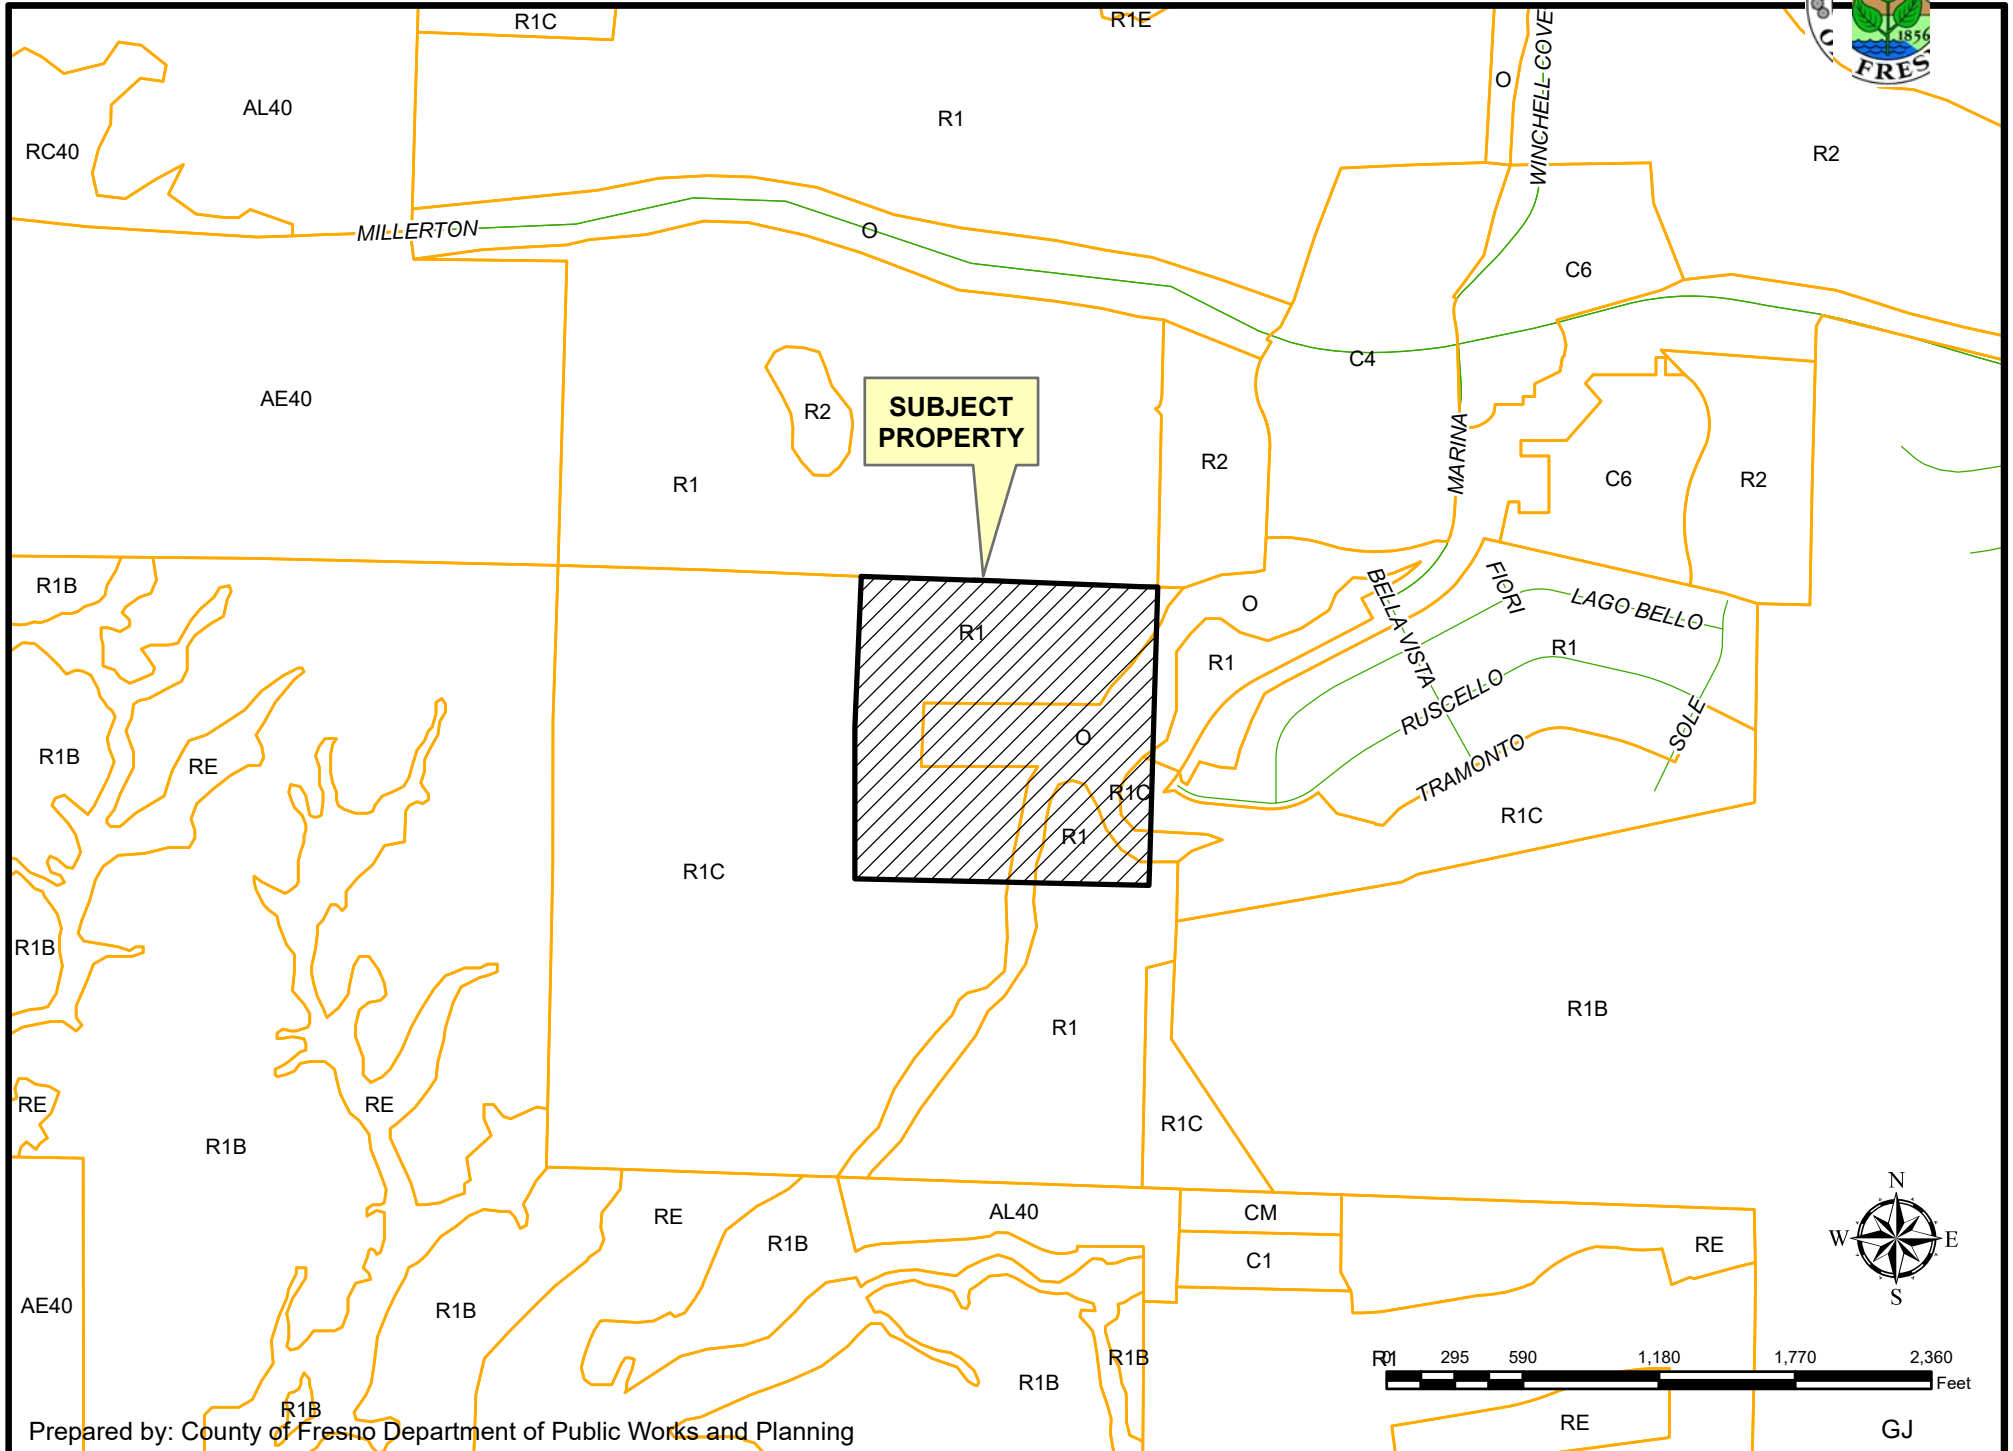 R1C
R1E
WINCHELL COVE
O
1856
FRES
AL40
R1
RC40
R2
MILLERTON
O
C6
C4
AE40
R2
SUBJECT
PROPERTY
R2
MARINA
R1
C6
R2
R1B
BELLA VISTA
FIORI
LAGO BELLO
O
R1
R1
R1
RUSCELLO
SOLE
O
TRAMONTO
R1B
RE
R1C
R1
R1C
R1C
R1B
R1B
R1
RE
RE
R1B
R1C
N
W
E
S
RE
R1B
AL40
CM
RE
C1
AE40
R1B
R1B
R1B
R1
0 295 590 1,180 1,770 2,360
Feet
R1B
RE
Prepared by: County of Fresno Department of Public Works and Planning
GJ